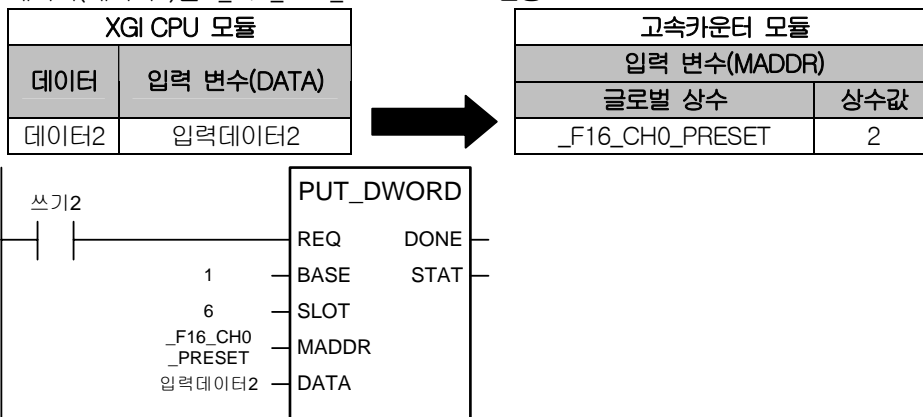 XGI CPU 모듈
데이터 입력 변수(DATA)
데이터2 입력데이터2
고속카운터 모듈
입력 변수(MADDR)
글로벌 상수 상수값
_F16_CH0_PRESET 2
쓰기2
PUT_DWORD
REQ DONE
1 BASE STAT
6 SLOT
_F16_CH0
_PRESET
MADDR
입력데이터2 DATA